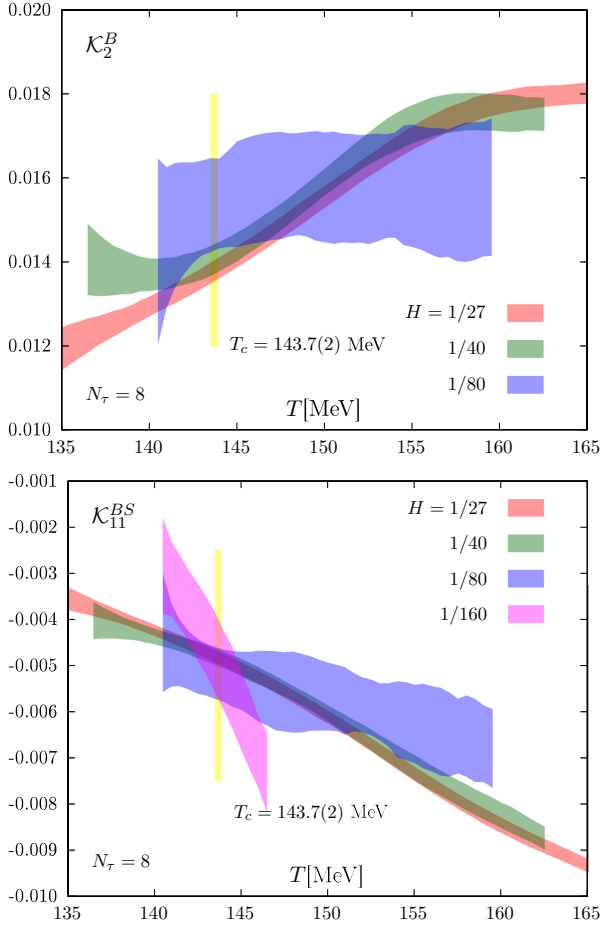 0.020
0.018
0.016
0.014
0.012
0.010
𝒦₂ᴮ
H = 1/27
1/40
1/80
T_c = 143.7(2) MeV
N_τ = 8
T[MeV]
135 140 145 150 155 160 165
-0.001
-0.002
-0.003
-0.004
-0.005
-0.006
-0.007
-0.008
-0.009
-0.010
𝒦₁₁ᴮˢ
H = 1/27
1/40
1/80
1/160
T_c = 143.7(2) MeV
N_τ = 8
T[MeV]
135 140 145 150 155 160 165